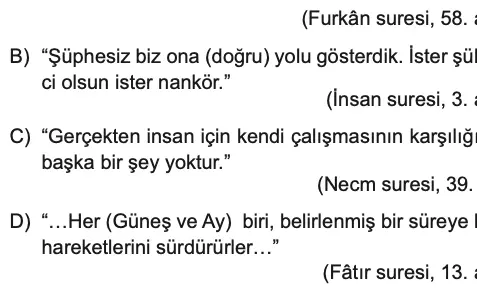 (Furkân suresi, 58.
B) “Şüphesiz biz ona (doğru) yolu gösterdik. İster
ci olsun ister nankör.”
(İnsan suresi, 3.
C) “Gerçekten insan için kendi çalışmasının
başka bir şey yoktur.”
(Necm suresi, 39.
D) “…Her (Güneş ve Ay) biri, belirlenmiş bir süreye
hareketlerini sürdürürler…”
(Fâtır suresi, 13.